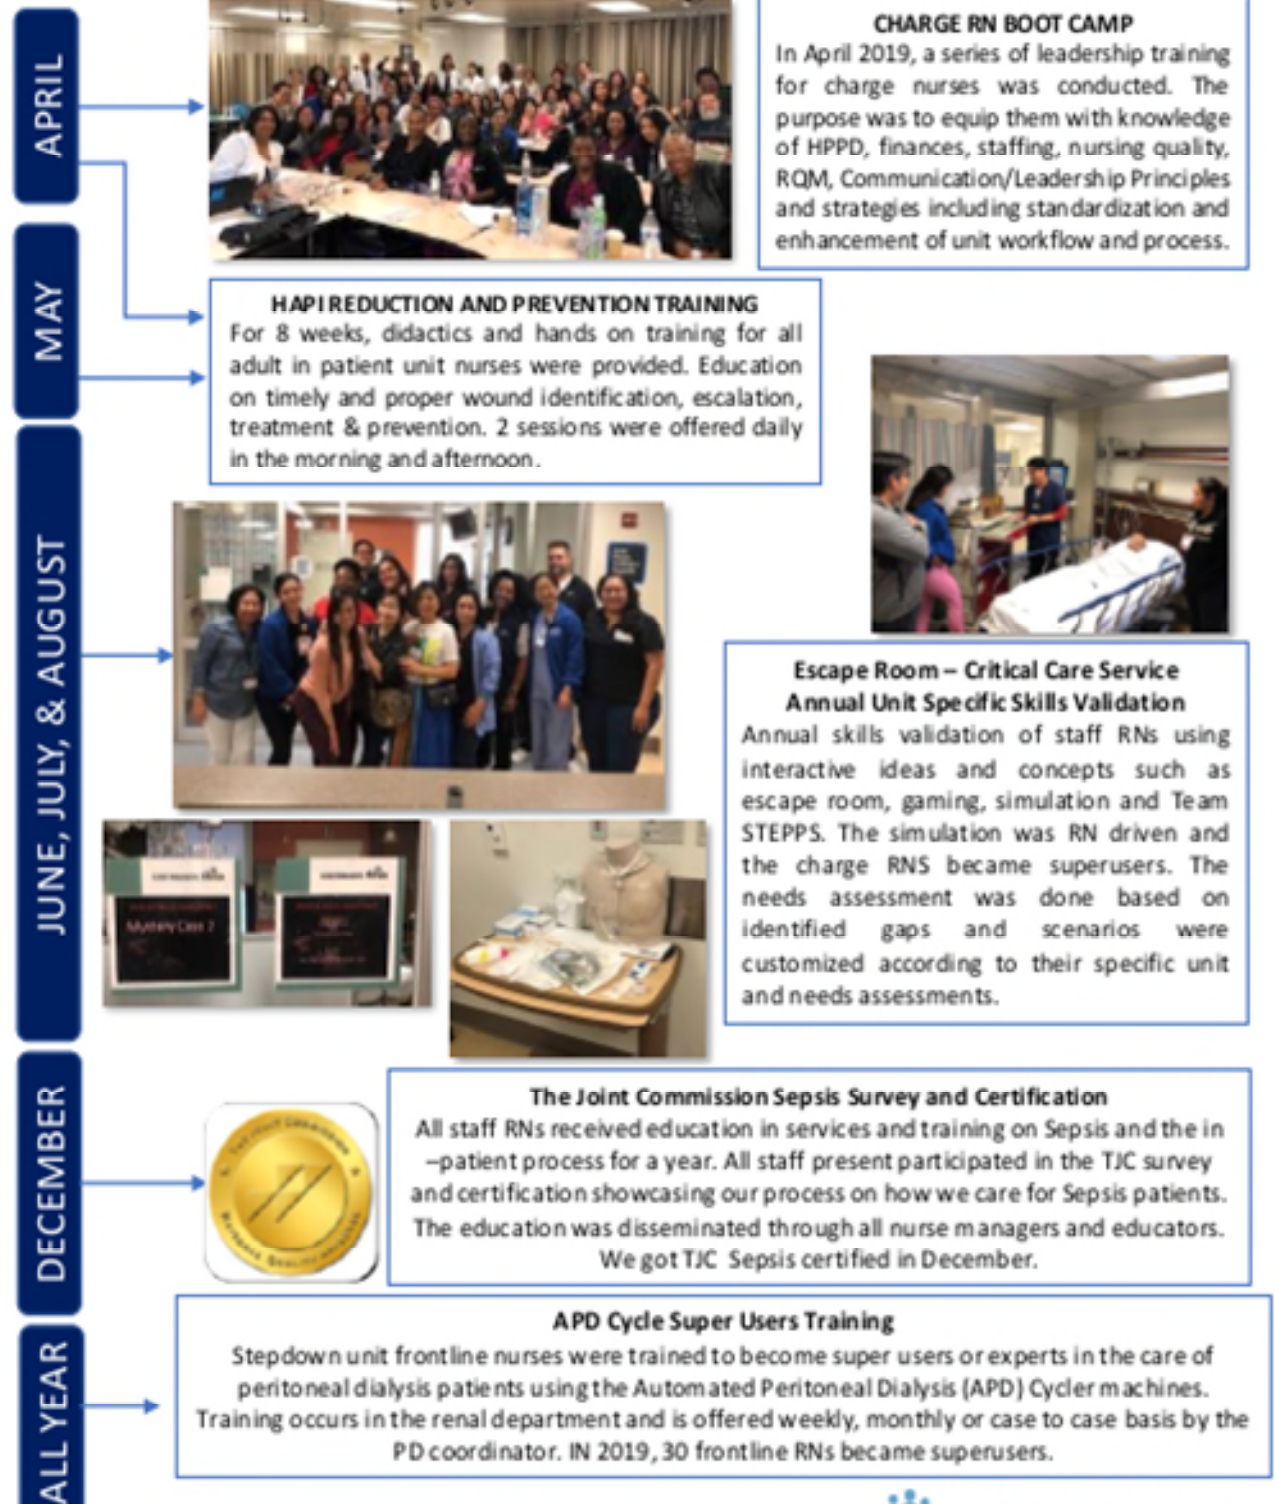 APRIL
CHARGE RN BOOT CAMP
In April 2019, a series of leadership training
for charge nurses was conducted. The
purpose was to equip them with knowledge
of HPPD, finances, staffing, nursing quality,
RQM, Communication/Leadership Principles
and strategies including standardization and
enhancement of unit workflow and process.
MAY
HAPI REDUCTION AND PREVENTION TRAINING
For 8 weeks, didactics and hands on training for all
adult in patient unit nurses were provided. Education
on timely and proper wound identification, escalation,
treatment & prevention. 2 sessions were offered daily
in the morning and afternoon.
JUNE, JULY, & AUGUST
Escape Room – Critical Care Service
Annual Unit Specific Skills Validation
Annual skills validation of staff RNs using
interactive ideas and concepts such as
escape room, gaming, simulation and Team
STEPPS. The simulation was RN driven and
the charge RNS became superusers. The
needs assessment was done based on
identified gaps and scenarios were
customized according to their specific unit
and needs assessments.
Mystery Case 2
DECEMBER
The Joint Commission Sepsis Survey and Certification
All staff RNs received education in services and training on Sepsis and the in
–patient process for a year. All staff present participated in the TJC survey
and certification showcasing our process on how we care for Sepsis patients.
The education was disseminated through all nurse managers and educators.
We got TJC Sepsis certified in December.
ALL YEAR
APD Cycle Super Users Training
Stepdown unit frontline nurses were trained to become super users or experts in the care of
peritoneal dialysis patients using the Automated Peritoneal Dialysis (APD) Cycler machines.
Training occurs in the renal department and is offered weekly, monthly or case to case basis by the
PD coordinator. IN 2019, 30 frontline RNs became superusers.